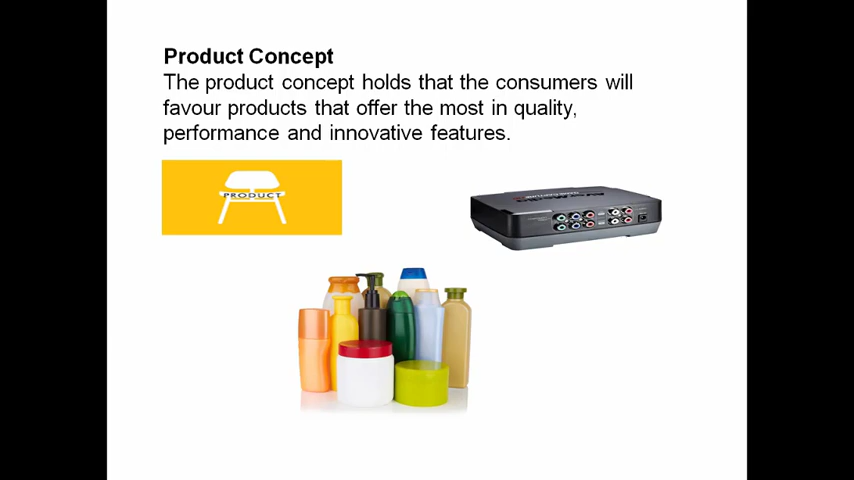 Product Concept
The product concept holds that the consumers will
favour products that offer the most in quality,
performance and innovative features.
PRODUCT